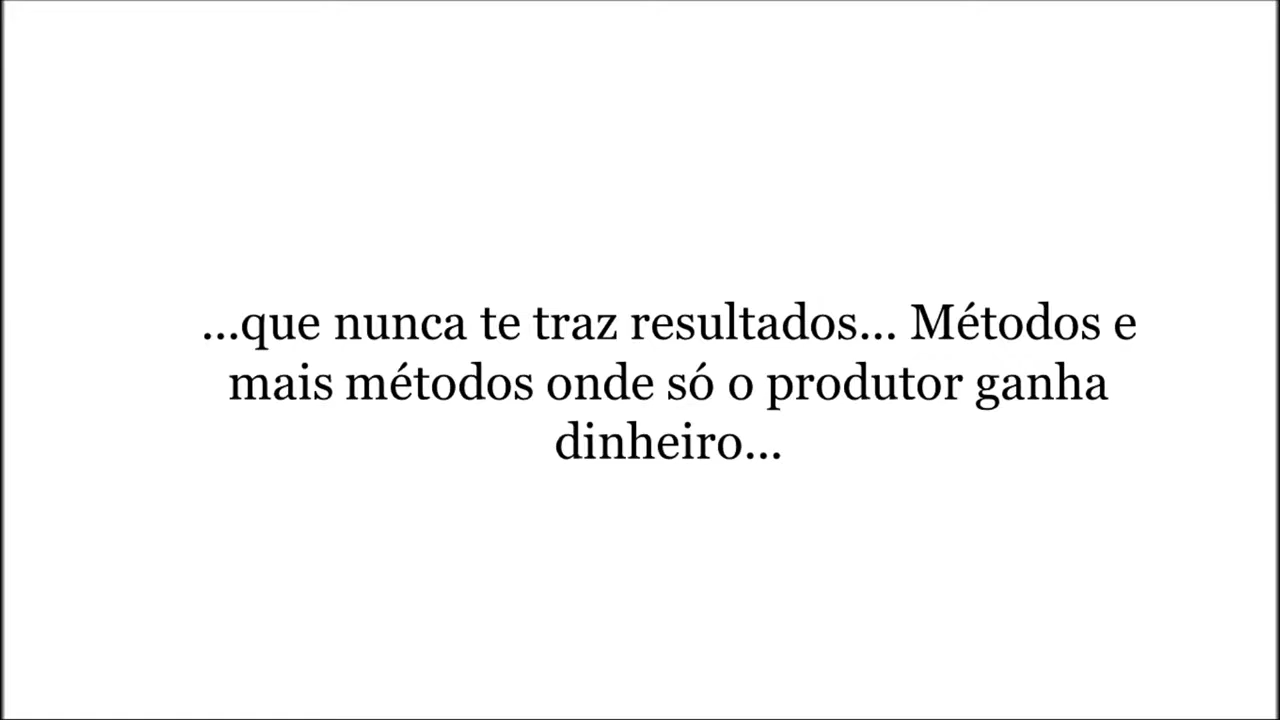 ...que nunca te traz resultados... Métodos e
mais métodos onde só o produtor ganha
dinheiro...